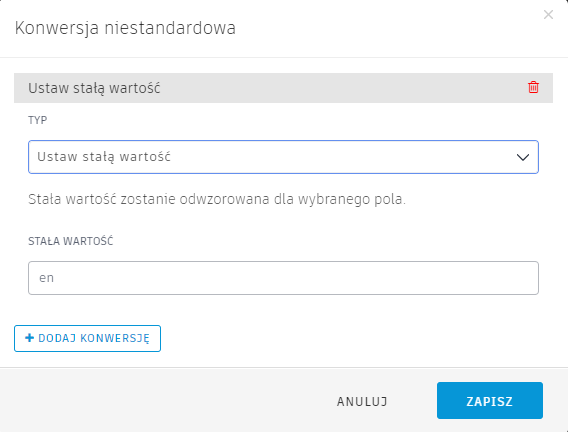 Konwersja niestandardowa
Ustaw stałą wartość
TYP
Ustaw stałą wartość
Stała wartość zostanie odwzorowana dla wybranego pola.
STAŁA WARTOŚĆ
en
+ DODAJ KONWERSJĘ
ANULUJ
ZAPISZ